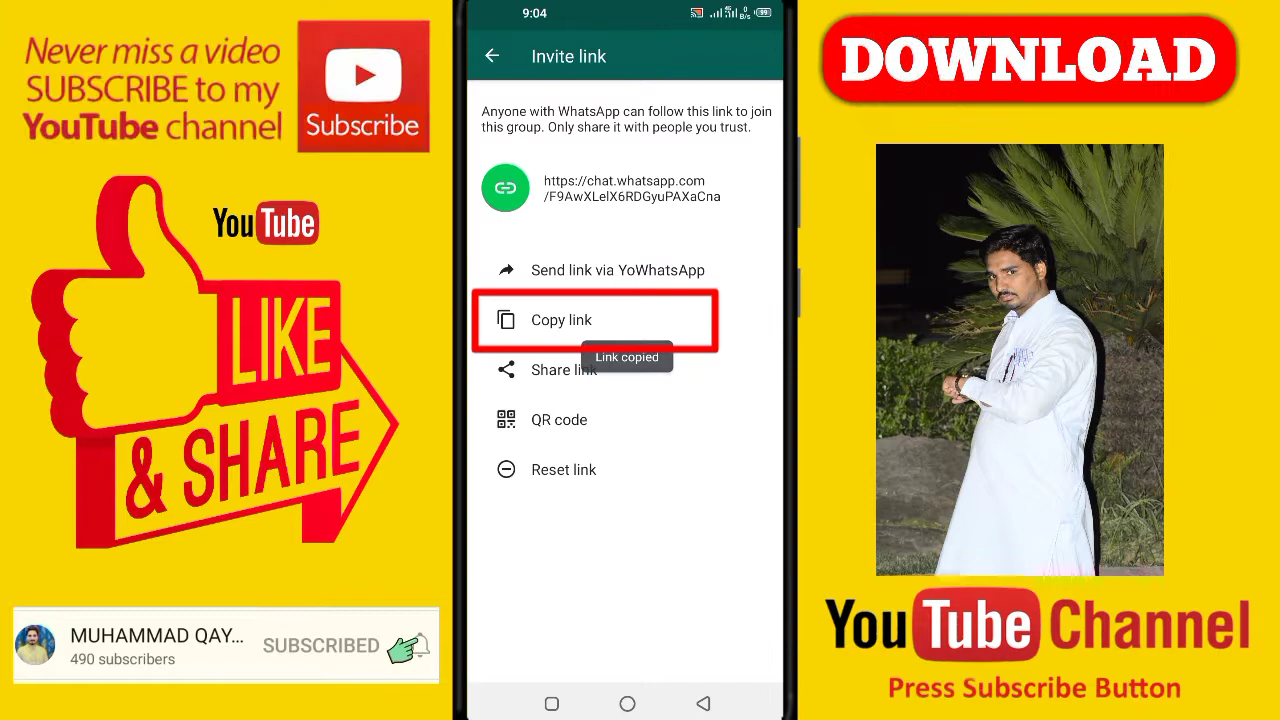 Never miss a video
SUBSCRIBE to my
YouTube channel
Subscribe
YouTube
LIKE
& SHARE
MUHAMMAD QAY...
490 subscribers
SUBSCRIBED
9:04
4G
0
B/s
99
Invite link
Anyone with WhatsApp can follow this link to join
this group. Only share it with people you trust.
https://chat.whatsapp.com
/F9AwXLelX6RDGyuPAXaCna
Send link via YoWhatsApp
Copy link
Link copied
Share link
QR code
Reset link
DOWNLOAD
YouTube Channel
Press Subscribe Button